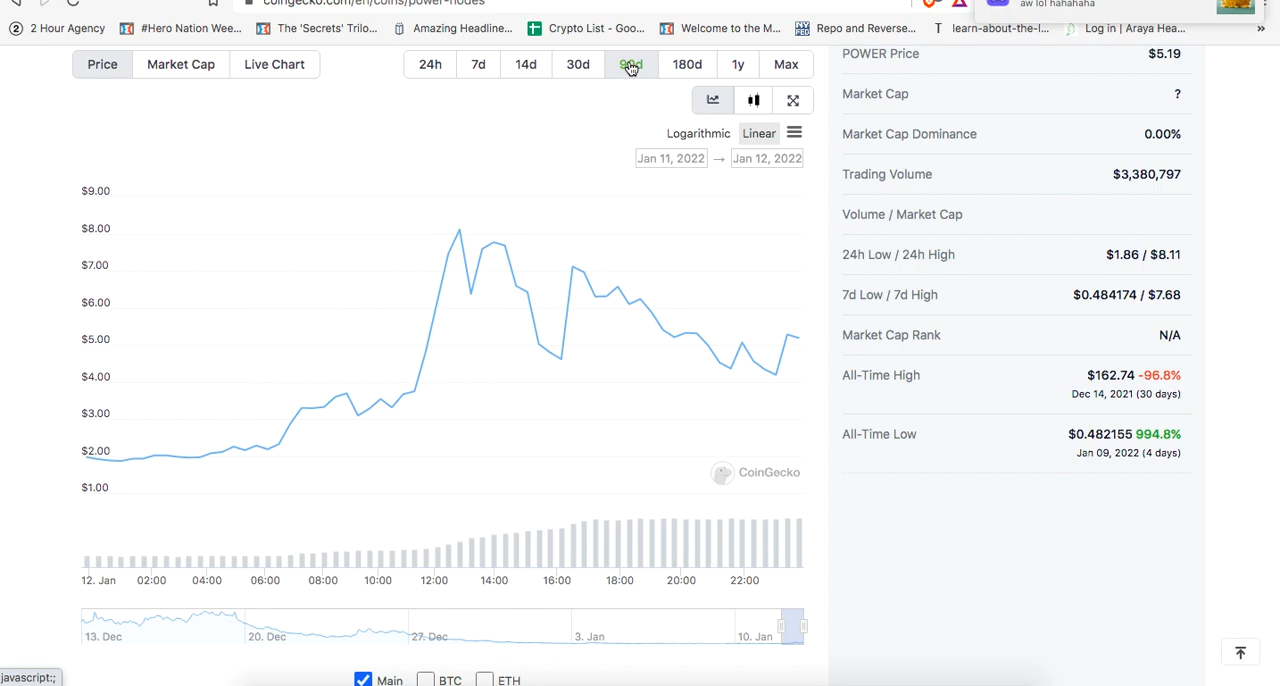 coingecko.com/en/coins/power-nodes
aw lol hahahaha
2 Hour Agency
#Hero Nation Wee...
The 'Secrets' Trilo...
Amazing Headline...
Crypto List - Goo...
Welcome to the M...
Repo and Reverse...
learn-about-the-l...
Log in | Araya Hea...
»
Price
Market Cap
Live Chart
24h
7d
14d
30d
90d
180d
1y
Max
Logarithmic
Linear
Jan 11, 2022 → Jan 12, 2022
$9.00
$8.00
$7.00
$6.00
$5.00
$4.00
$3.00
$2.00
$1.00
CoinGecko
12. Jan
02:00
04:00
06:00
08:00
10:00
12:00
14:00
16:00
18:00
20:00
22:00
13. Dec
20. Dec
27. Dec
3. Jan
10. Jan
Main
BTC
ETH
javascript:;
POWER Price $5.19
Market Cap ?
Market Cap Dominance 0.00%
Trading Volume $3,380,797
Volume / Market Cap
24h Low / 24h High $1.86 / $8.11
7d Low / 7d High $0.484174 / $7.68
Market Cap Rank N/A
All-Time High $162.74 -96.8%
Dec 14, 2021 (30 days)
All-Time Low $0.482155 994.8%
Jan 09, 2022 (4 days)